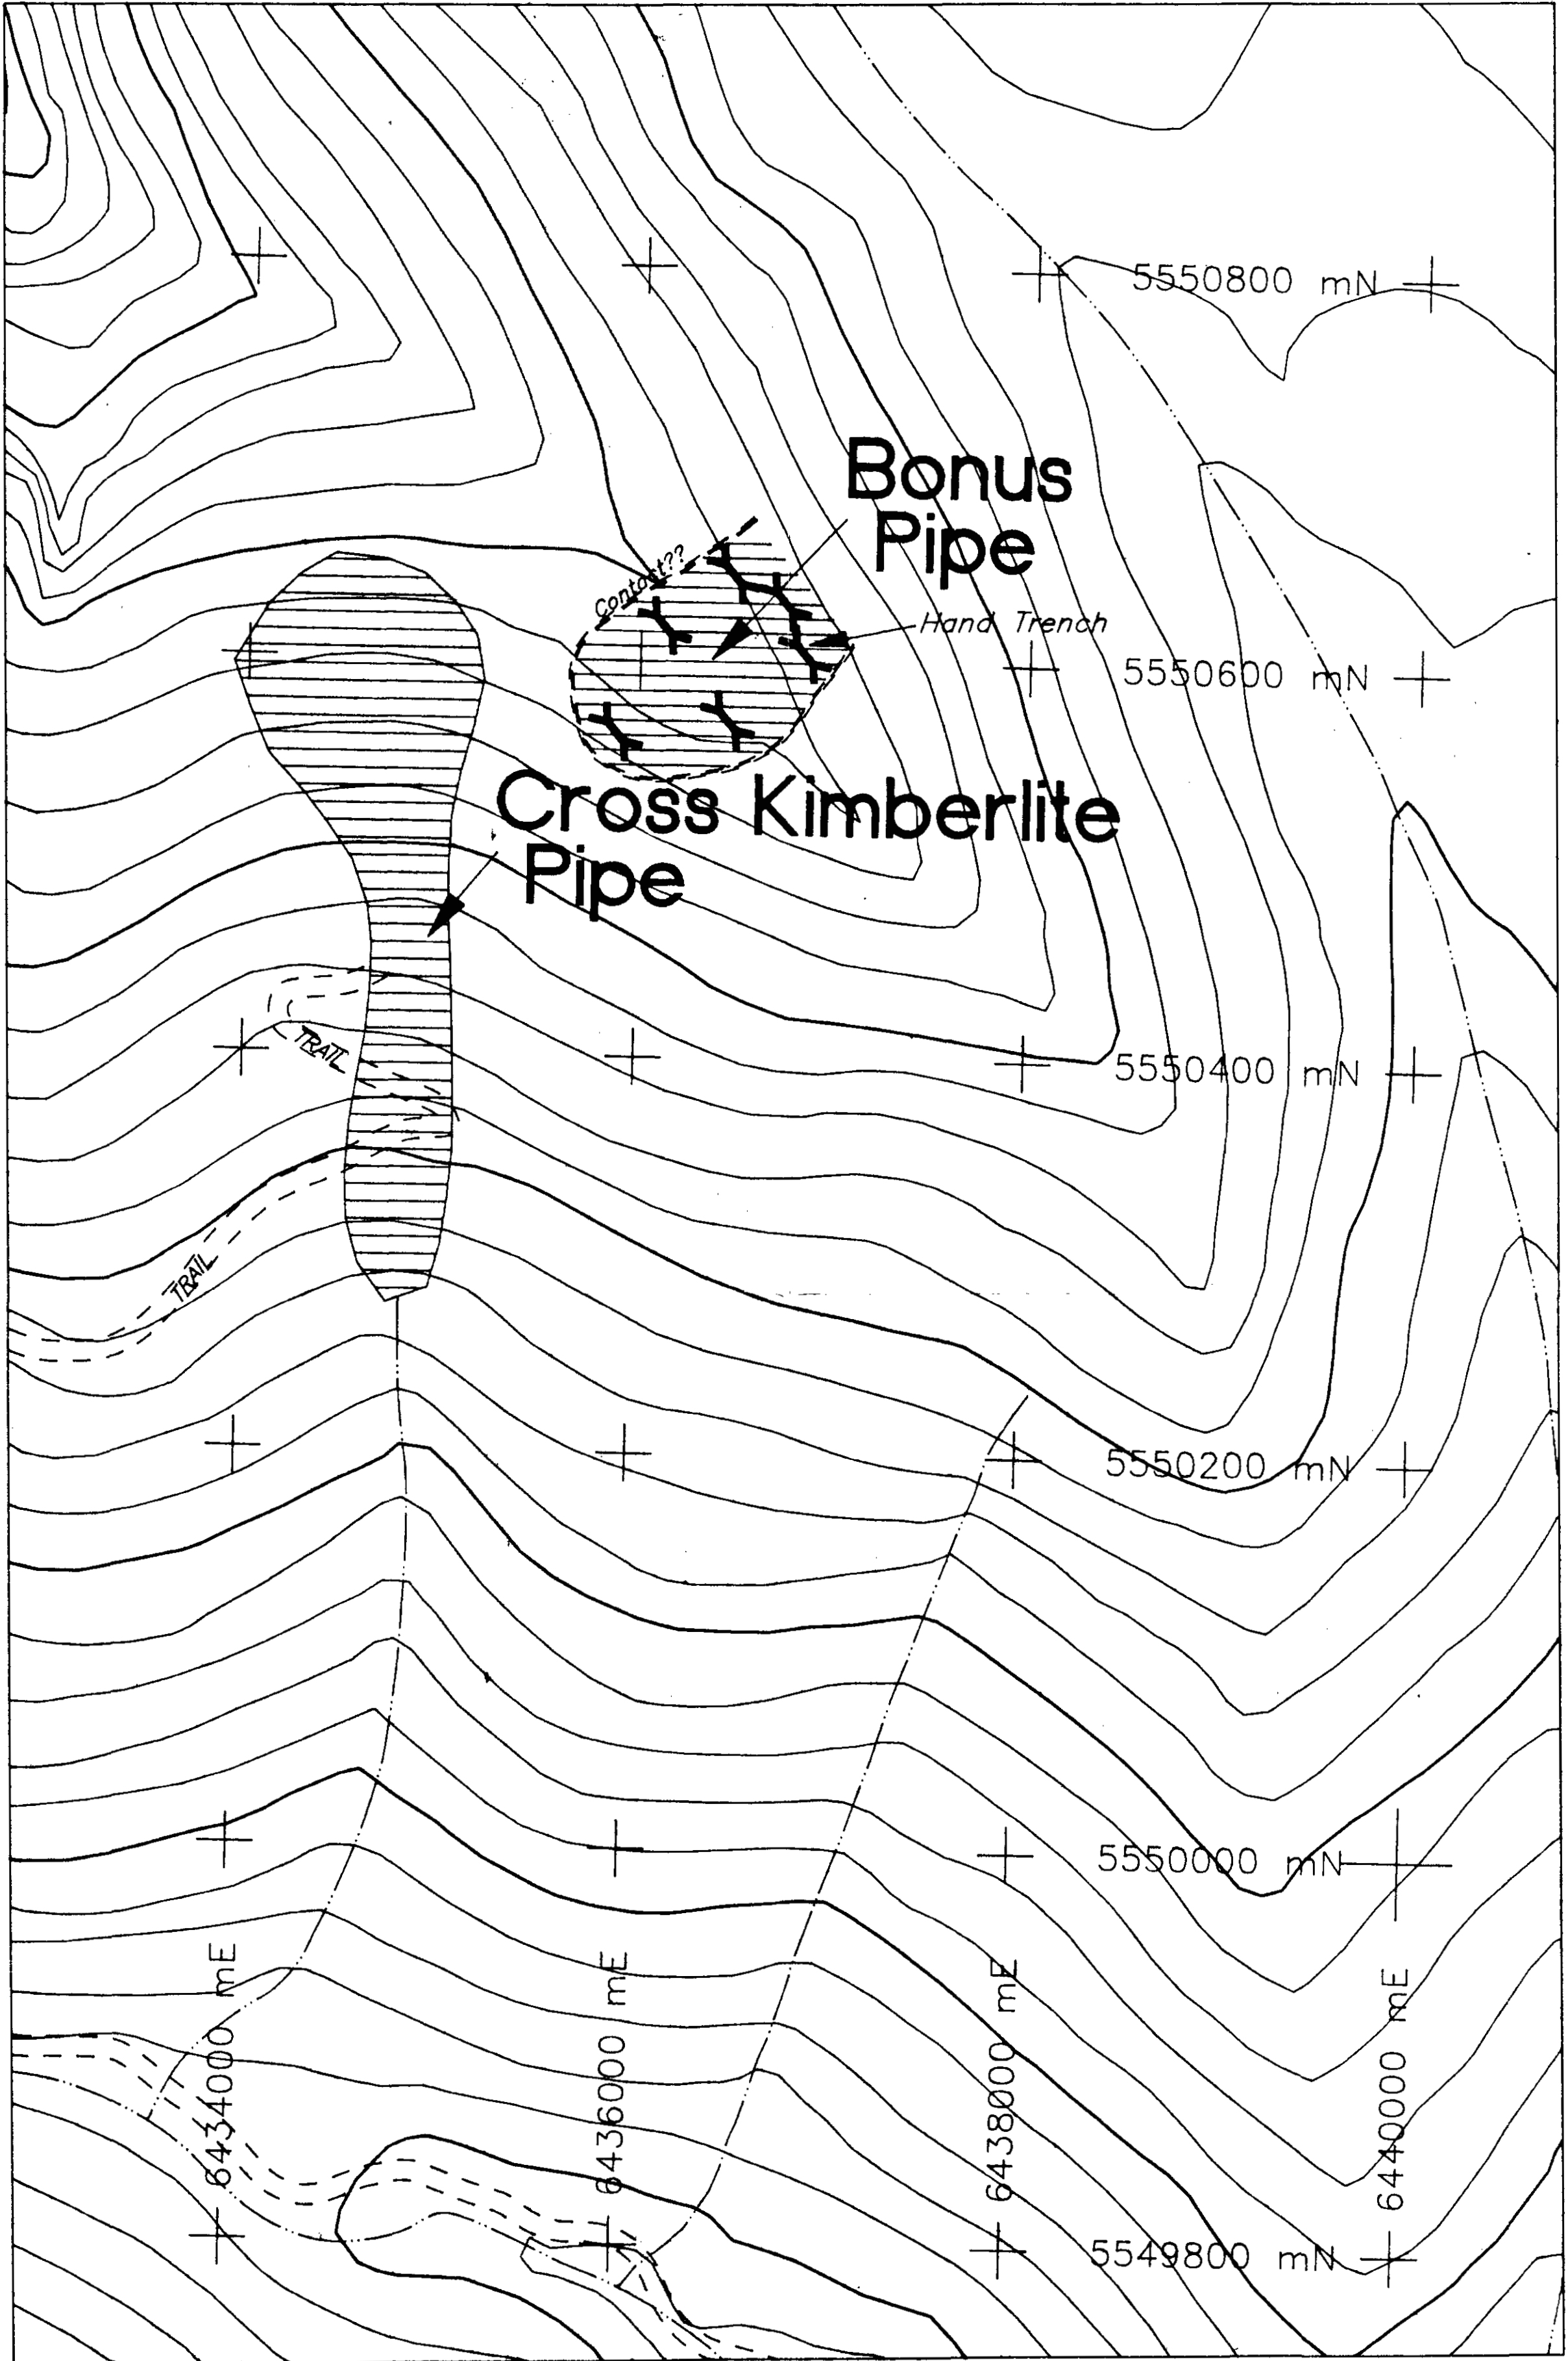 5550800 mN
Bonus
Pipe
Contact??
Hand Trench
5550600 mN
Cross Kimberlite
Pipe
TRAIL
5550400 mN
TRAIL
5550200 mN
5550000 mN
6434000 mE
6436000 mE
6438000 mE
6440000 mE
5549800 mN